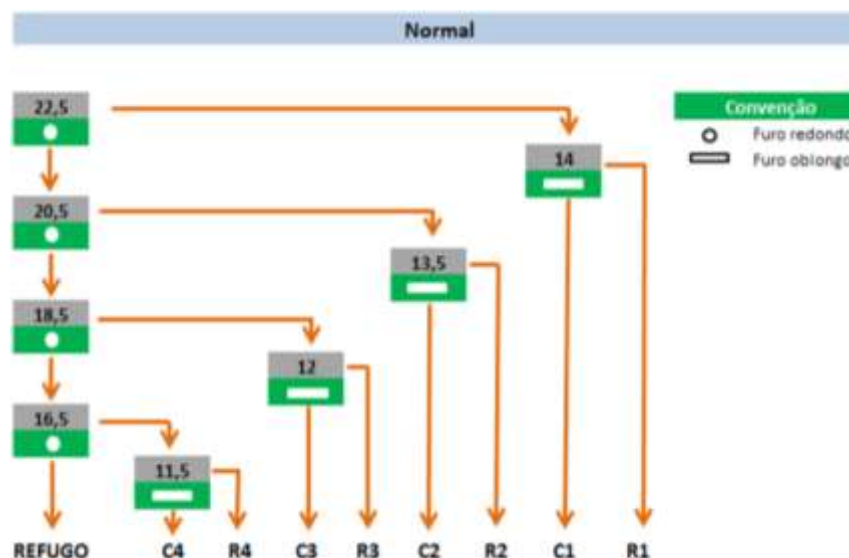 Normal
22,5
Convenção
Furo redondo
14
Furo oblongo
20,5
13,5
18,5
12
16,5
11,5
REFUGO C4 R4 C3 R3 C2 R2 C1 R1